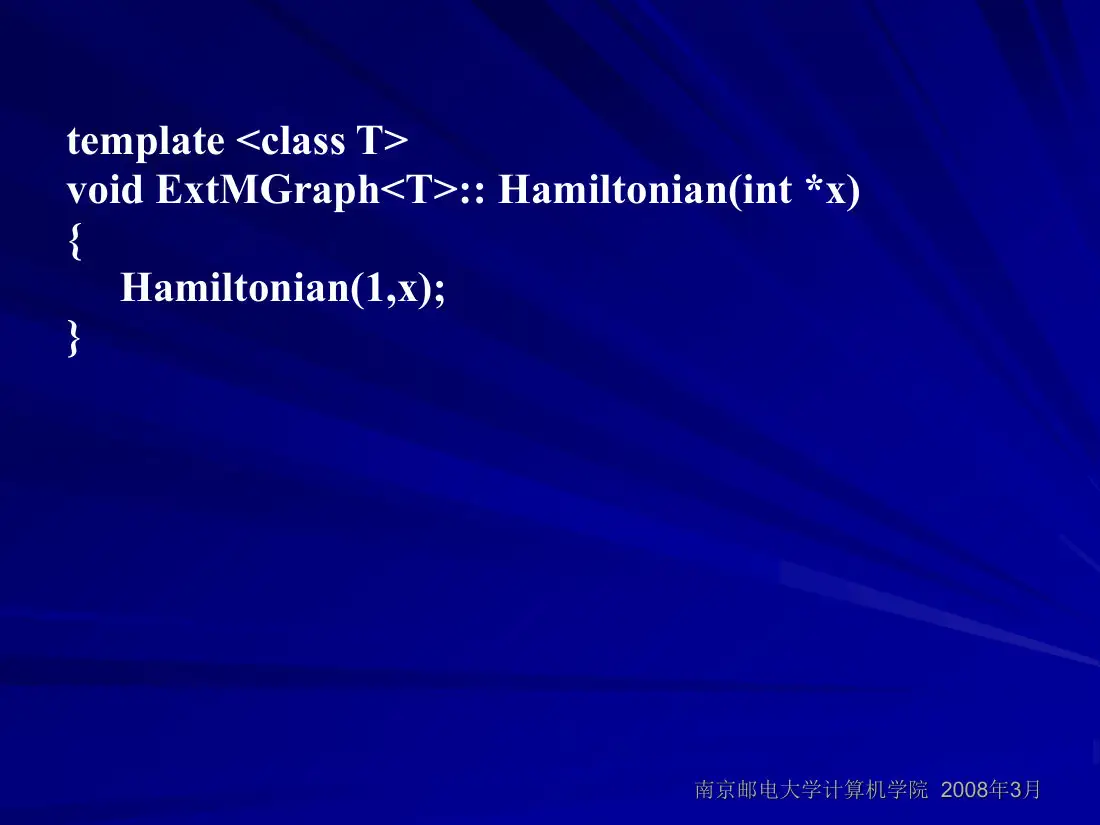 template <class T>
void ExtMGraph<T>:: Hamiltonian(int *x)
{
Hamiltonian(1,x);
}
南京邮电大学计算机学院 2008年3月